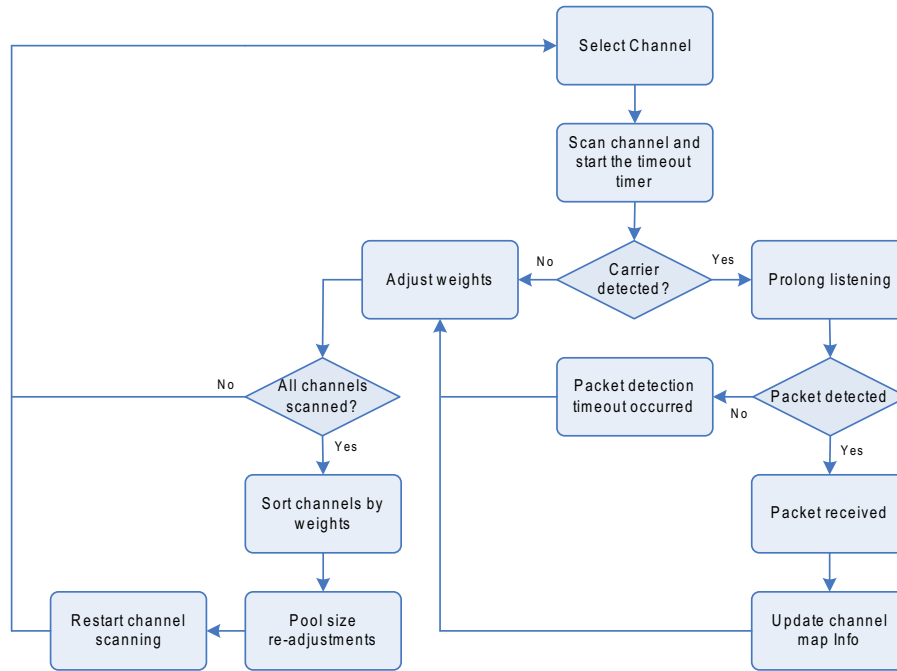 Select Channel
Scan channel and
start the timeout
timer
Carrier
detected?
No
Yes
Adjust weights
Prolong listening
All channels
scanned?
No
Yes
Packet detection
timeout occurred
Packet detected
No
Yes
Sort channels by
weights
Packet received
Restart channel
scanning
Pool size
re-adjustments
Update channel
map Info